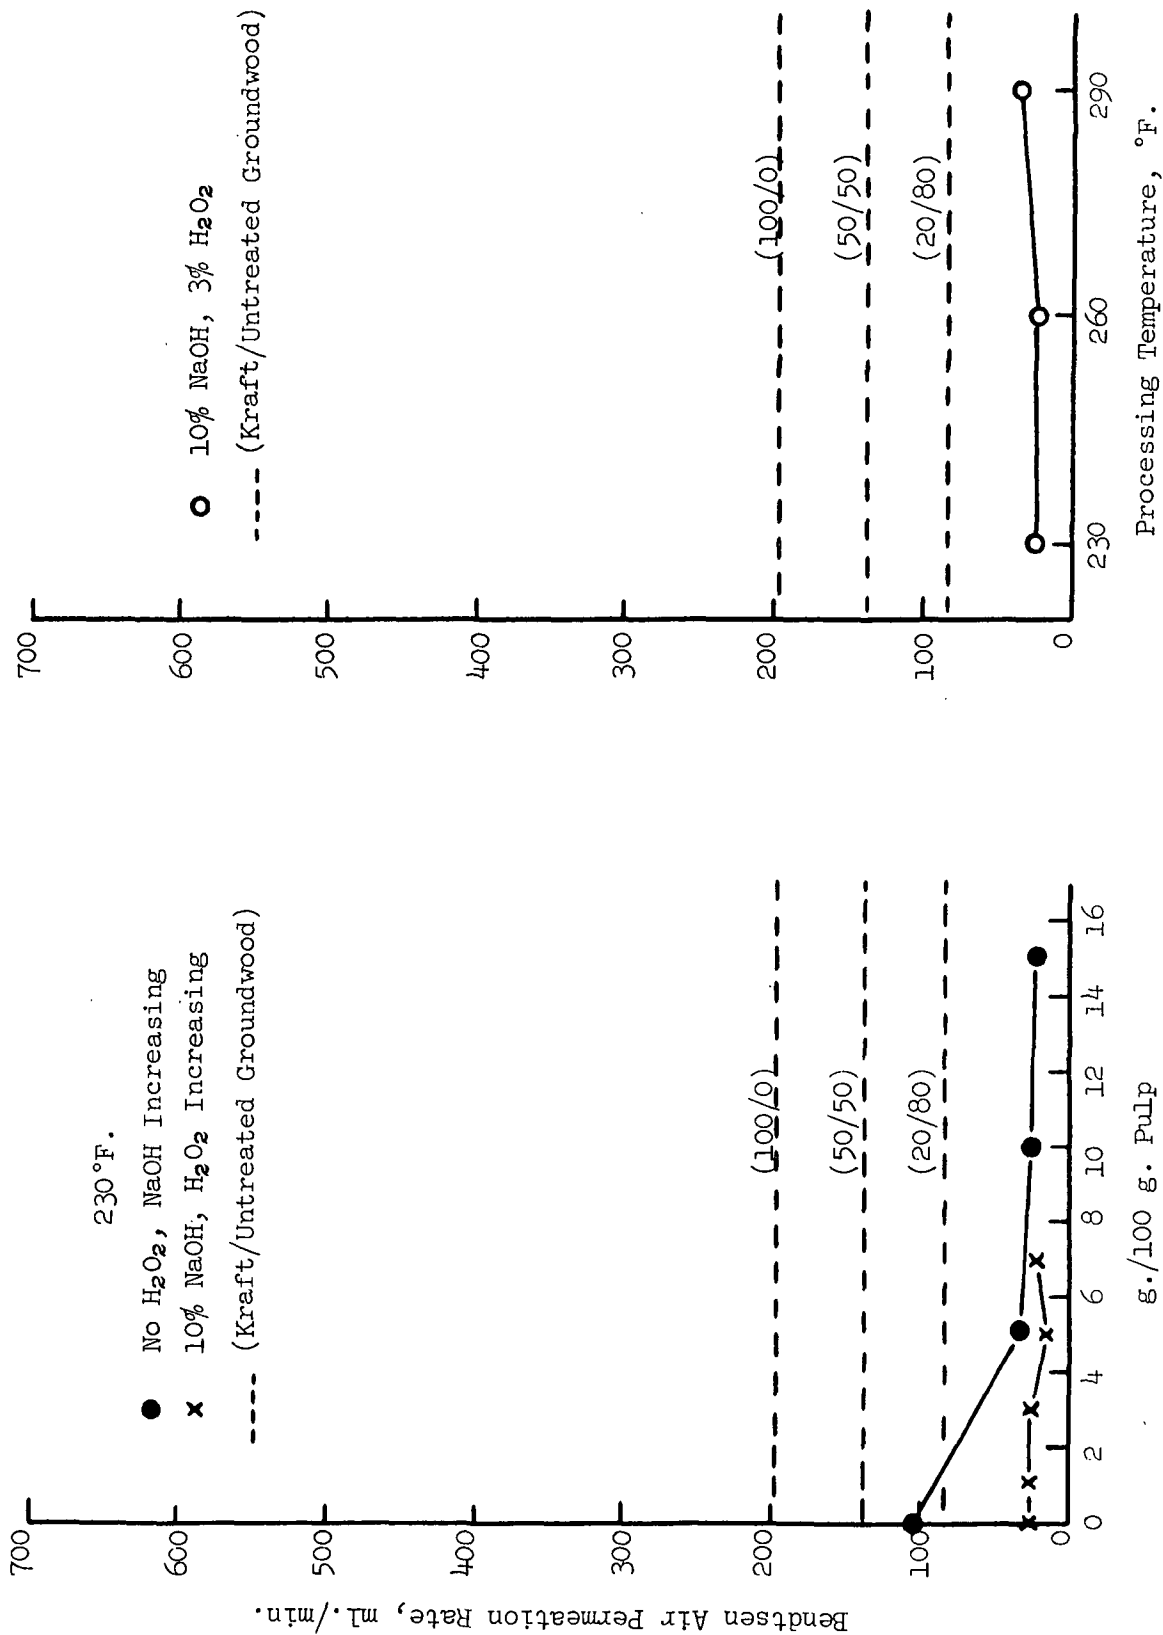 Bendtsen Air Permeation Rate, ml./min.
700
600
500
400
300
200
100
0
230°F.
No H2O2, NaOH Increasing
10% NaOH, H2O2 Increasing
(Kraft/Untreated Groundwood)
(100/0)
(50/50)
(20/80)
0 2 4 6 8 10 12 14 16
g./100 g. Pulp
700
600
500
400
300
200
100
0
10% NaOH, 3% H2O2
(Kraft/Untreated Groundwood)
(100/0)
(50/50)
(20/80)
230 260 290
Processing Temperature, °F.